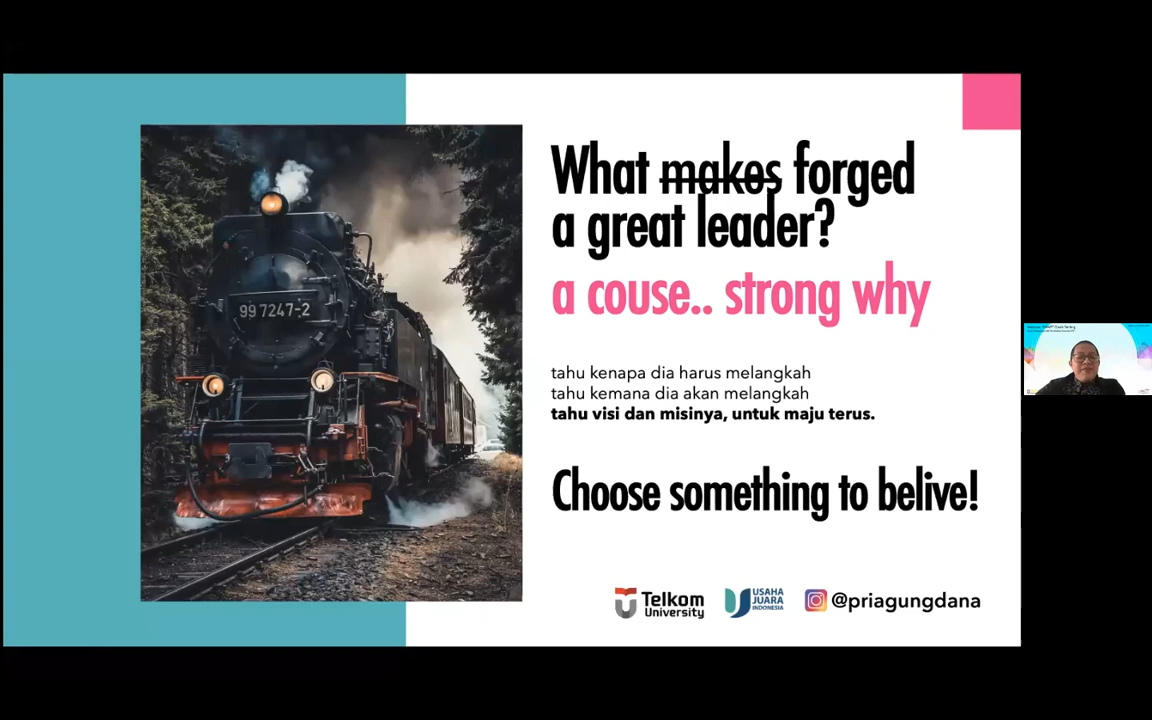 What makes forged
a great leader?
a couse.. strong why
tahu kenapa dia harus melangkah
tahu kemana dia akan melangkah
tahu visi dan misinya, untuk maju terus.
Choose something to belive!
99 7247-2
Telkom
University
USAHA
JUARA
INDONESIA
@priagungdana